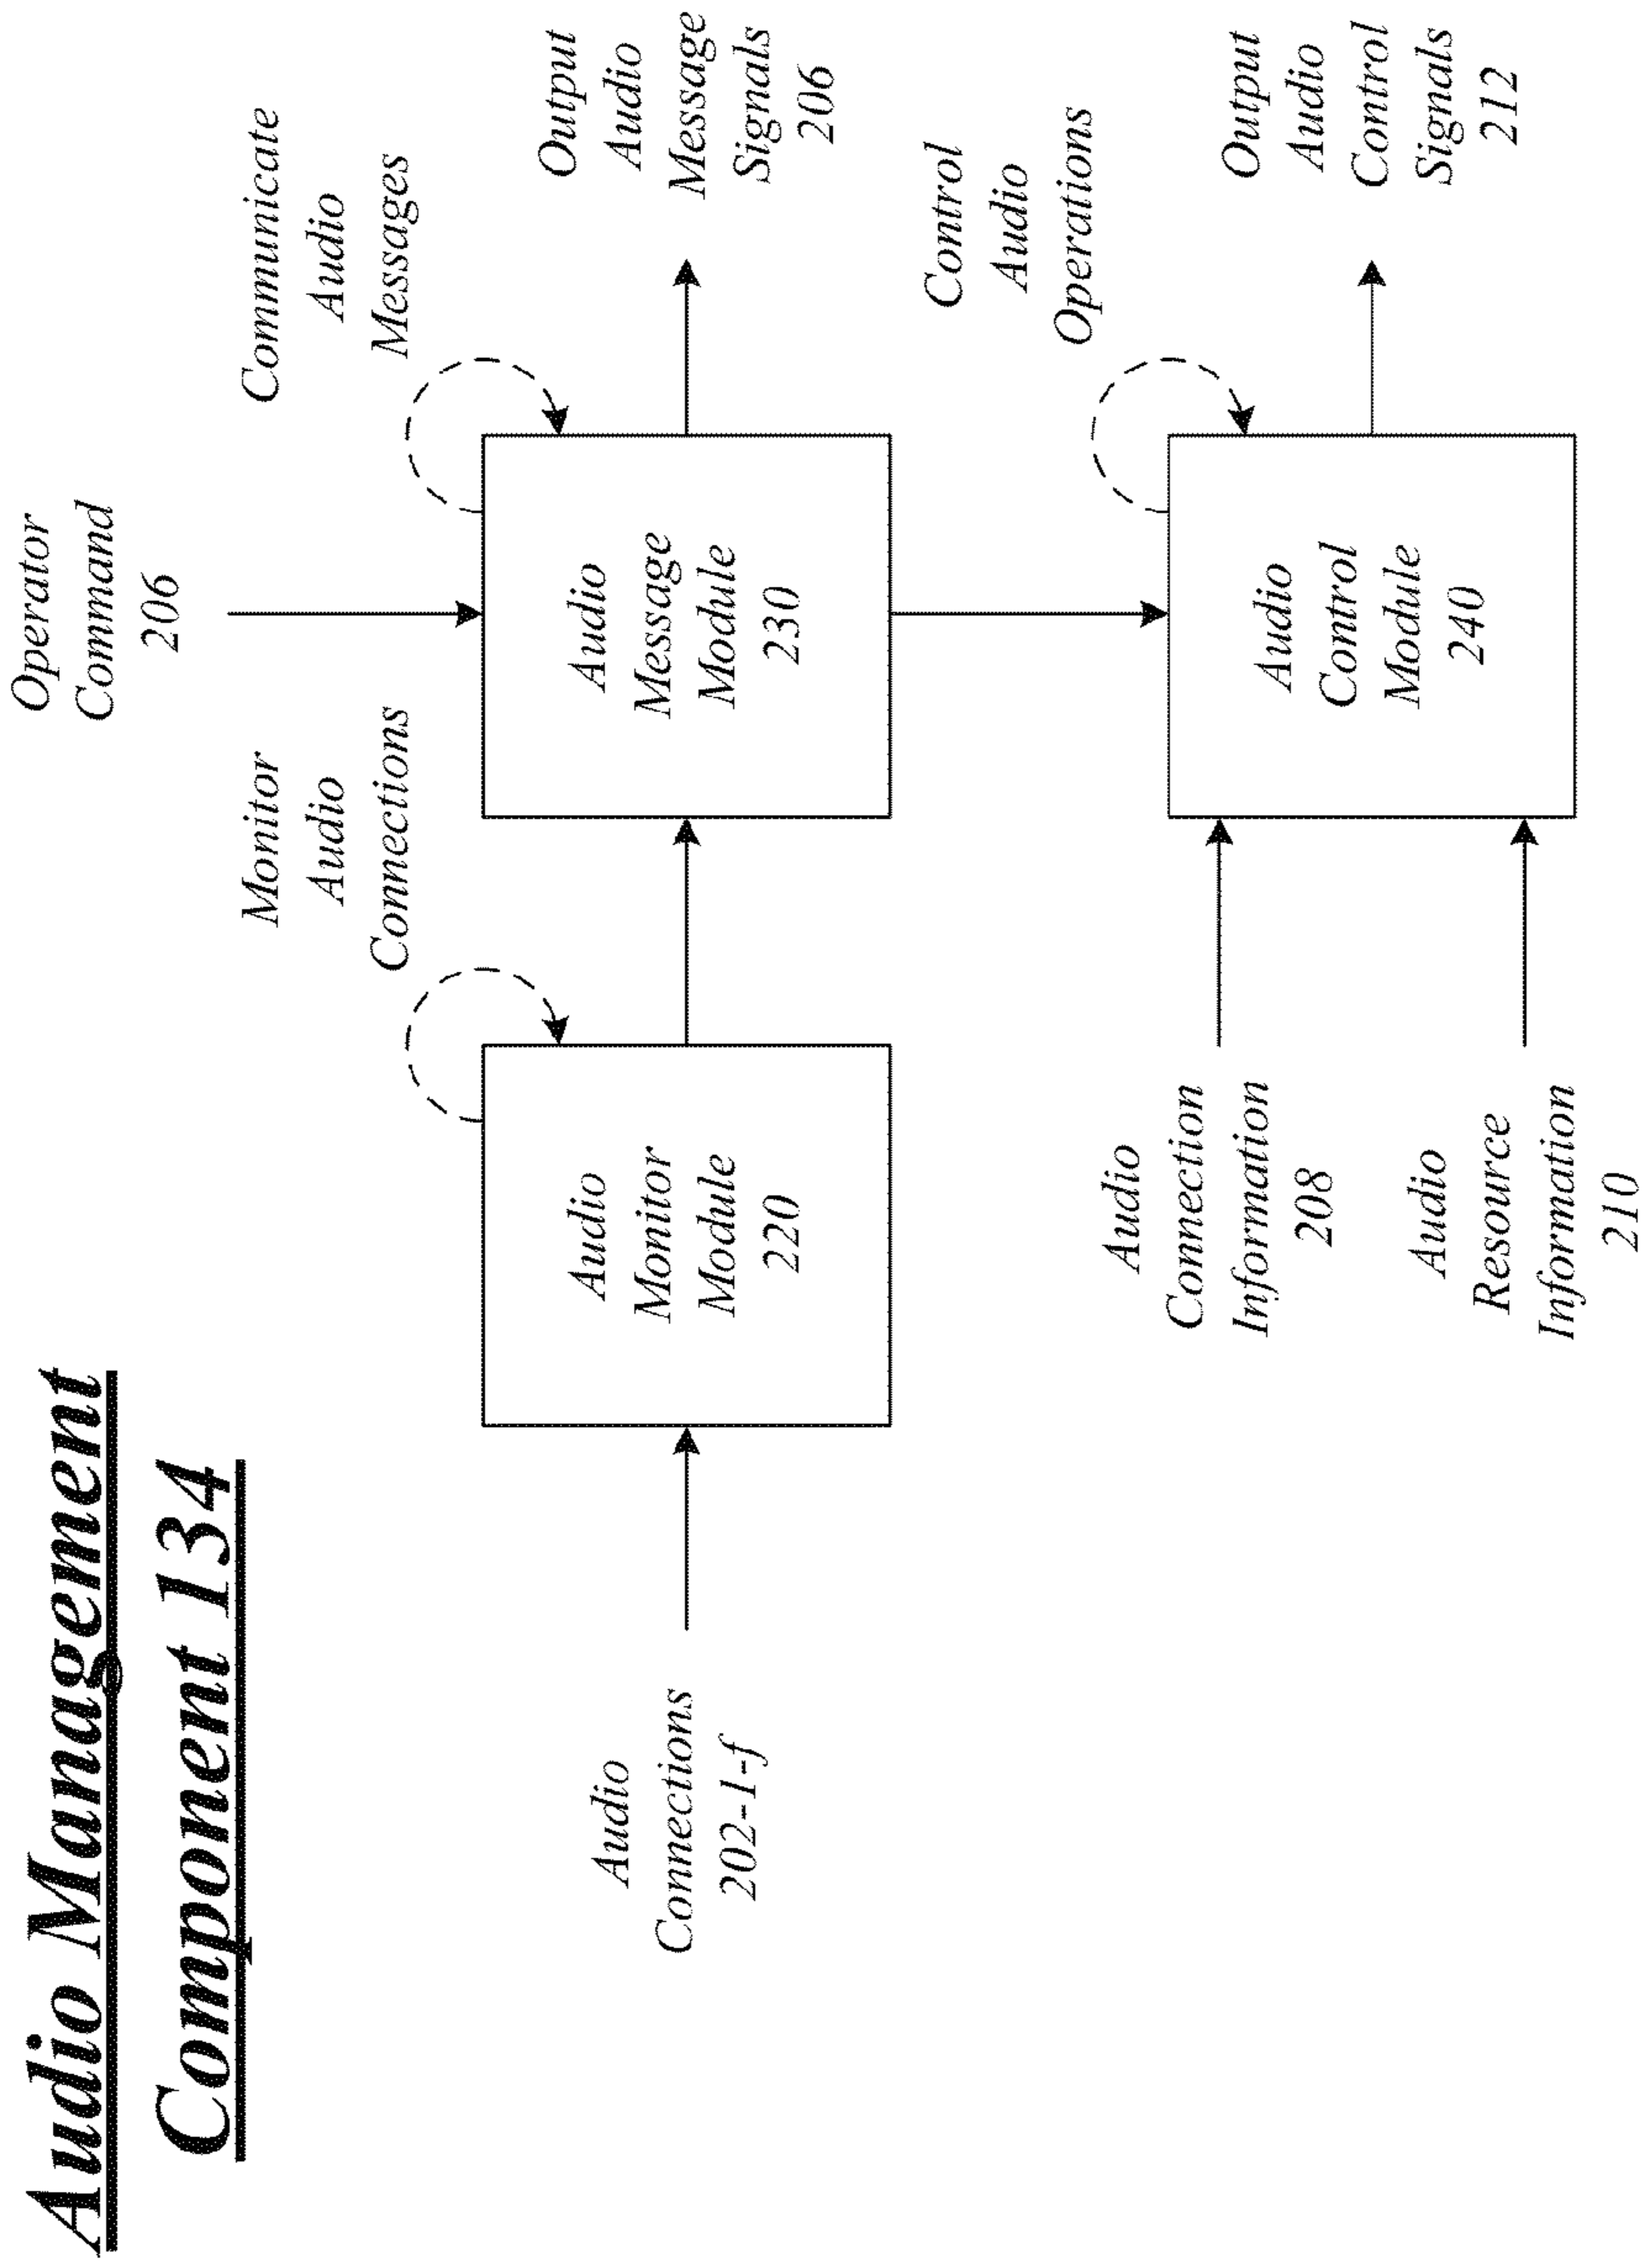 Audio Management
Component 134
Operator
Command
206
Monitor
Audio
Connections
Communicate
Audio
Messages
Audio
Connections
202-1-f
Audio
Monitor
Module
220
Audio
Message
Module
230
Output
Audio
Message
Signals
206
Control
Audio
Operations
Audio
Connection
Information
208
Audio
Resource
Information
210
Audio
Control
Module
240
Output
Audio
Control
Signals
212